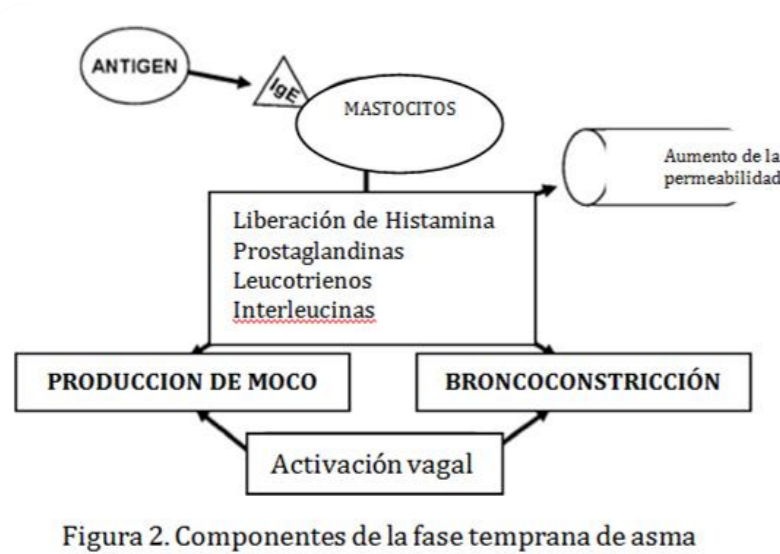 ANTIGEN
IgE
MASTOCITOS
Aumento de la
permeabilidad
Liberación de Histamina
Prostaglandinas
Leucotrienos
Interleucinas
PRODUCCION DE MOCO
BRONCOCONSTRICCIÓN
Activación vagal
Figura 2. Componentes de la fase temprana de asma